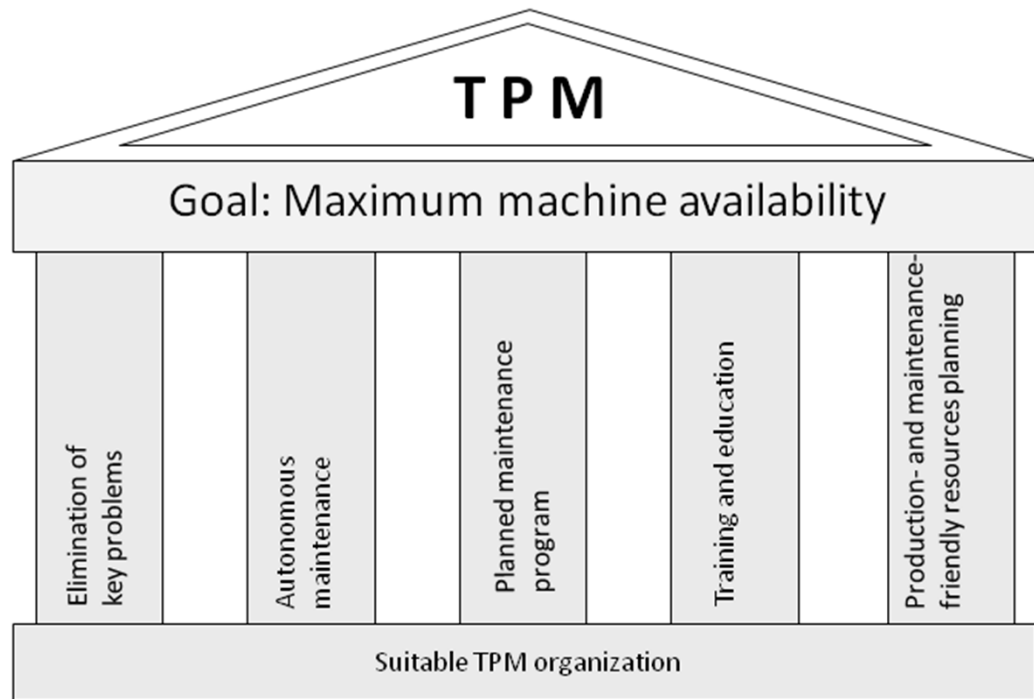 T P M
Goal: Maximum machine availability
Elimination of
key problems
Autonomous
maintenance
Planned maintenance
program
Training and education
Production- and maintenance-
friendly resources planning
Suitable TPM organization